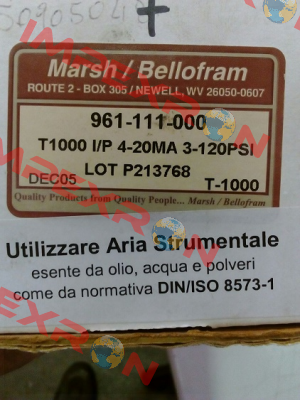 50905047
Marsh / Bellofram
ROUTE 2 - BOX 305 / NEWELL, WV 26050-0607
961-111-000
T1000 I/P 4-20MA 3-120PSI
LOT P213768
DEC05
T-1000
Quality Products from Quality People... Marsh / Bellofram
Utilizzare Aria Strumentale
esente da olio, acqua e polveri
come da normativa DIN/ISO 8573-1
IMPEXRON